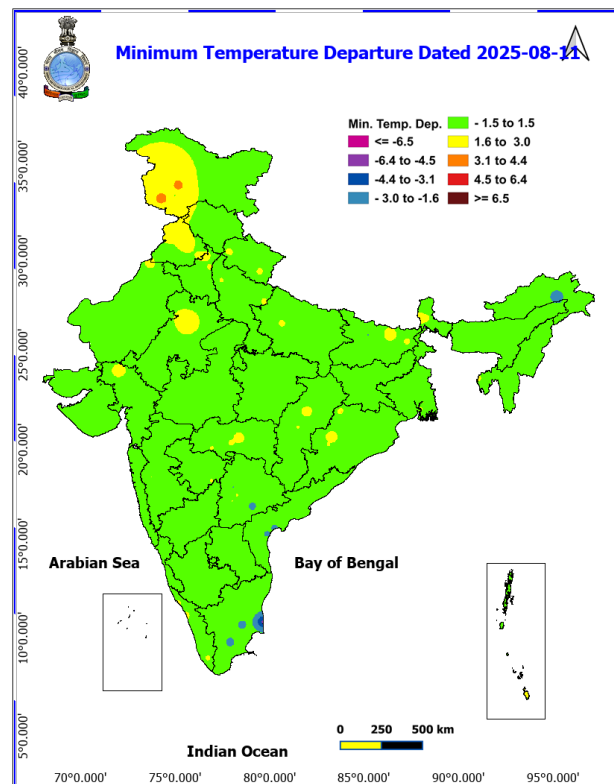 Minimum Temperature Departure Dated 2025-08-11
Min. Temp. Dep.
<= -6.5
-6.4 to -4.5
-4.4 to -3.1
- 3.0 to -1.6
- 1.5 to 1.5
1.6 to 3.0
3.1 to 4.4
4.5 to 6.4
>= 6.5
40°0.000'
35°0.000'
30°0.000'
25°0.000'
20°0.000'
15°0.000'
10°0.000'
5°0.000'
Arabian Sea
Bay of Bengal
Indian Ocean
0 250 500 km
70°0.000' 75°0.000' 80°0.000' 85°0.000' 90°0.000' 95°0.000'